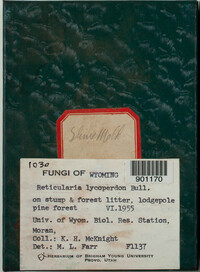 Slime Mold
1030
FUNGI OF WYOMING
901170
Reticularia lycoperdon Bull.
on stump & forest litter, lodgepole
pine forest VI.1955
Univ. of Wyom. Biol. Res. Station,
Moran,
Coll.: K. H. McKnight
Det.: M. L. Farr F1137
Herbarium of Brigham Young University
Provo, Utah